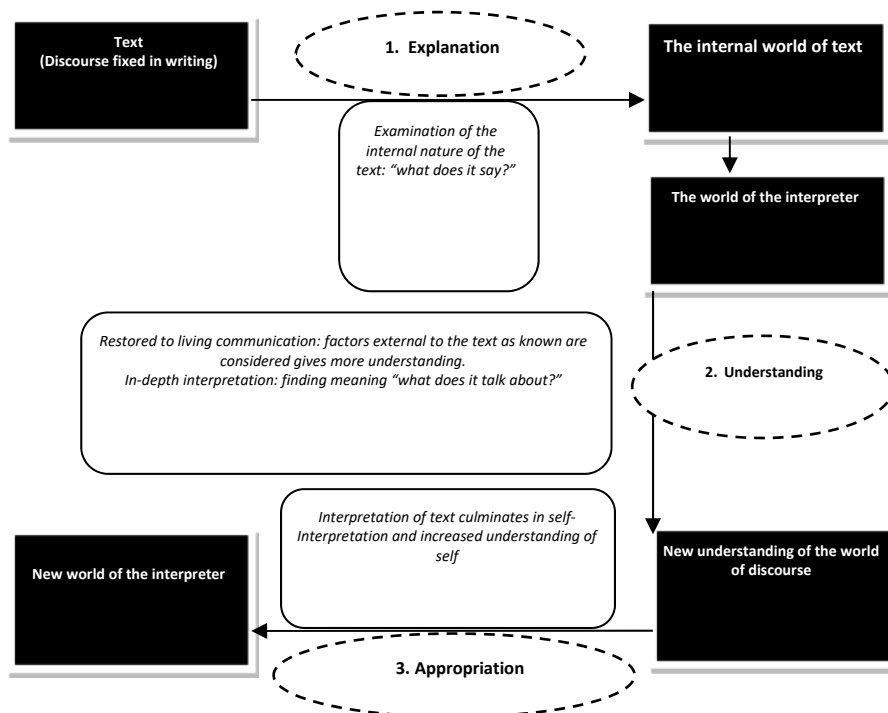 Text
(Discourse fixed in writing)
1. Explanation
The internal world of text
Examination of the
internal nature of the
text: “what does it say?”
The world of the interpreter
Restored to living communication: factors external to the text as known are
considered gives more understanding.
In-depth interpretation: finding meaning “what does it talk about?”
2. Understanding
Interpretation of text culminates in self-
Interpretation and increased understanding of
self
New understanding of the world
of discourse
New world of the interpreter
3. Appropriation